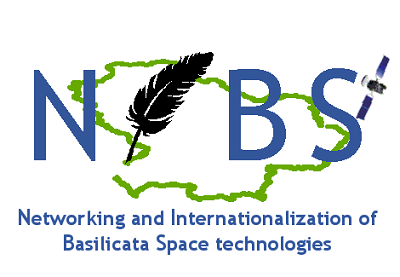 NIBS
Networking and Internationalization of
Basilicata Space technologies